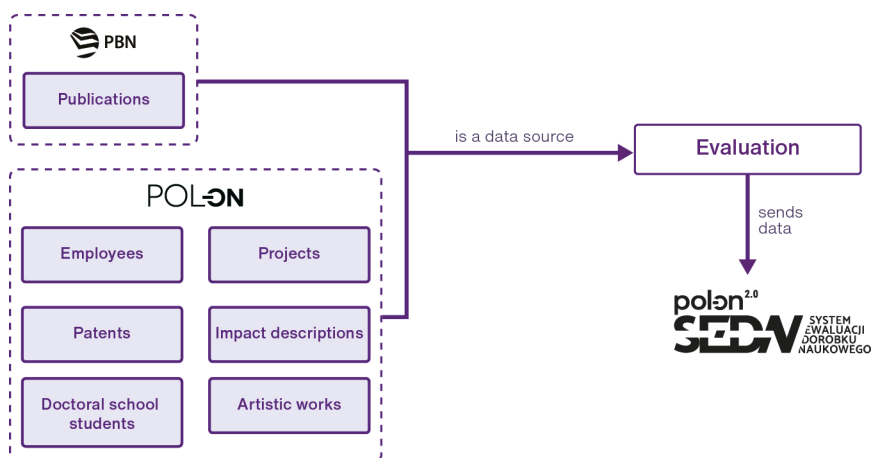 PBN
Publications
is a data source
Evaluation
POL-ON
Employees
Projects
sends
data
Patents
Impact descriptions
polon 2.0
SEDN
SYSTEM
EWALUACJI
DOROBKU
NAUKOWEGO
Doctoral school
students
Artistic works